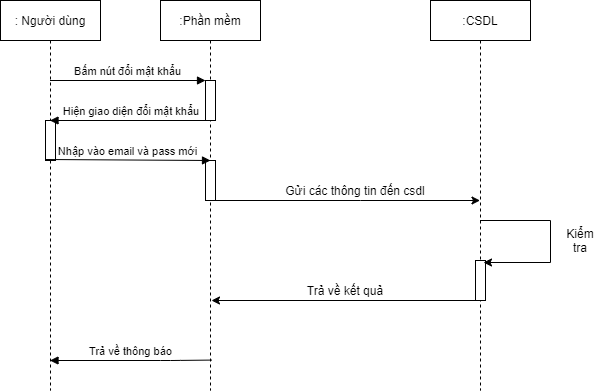 : Người dùng
:Phần mềm
:CSDL
Bấm nút đổi mật khẩu
Hiện giao diện đổi mật khẩu
Nhập vào email và pass mới
Gửi các thông tin đến csdl
Kiểm
tra
Trả về kết quả
Trả về thông báo